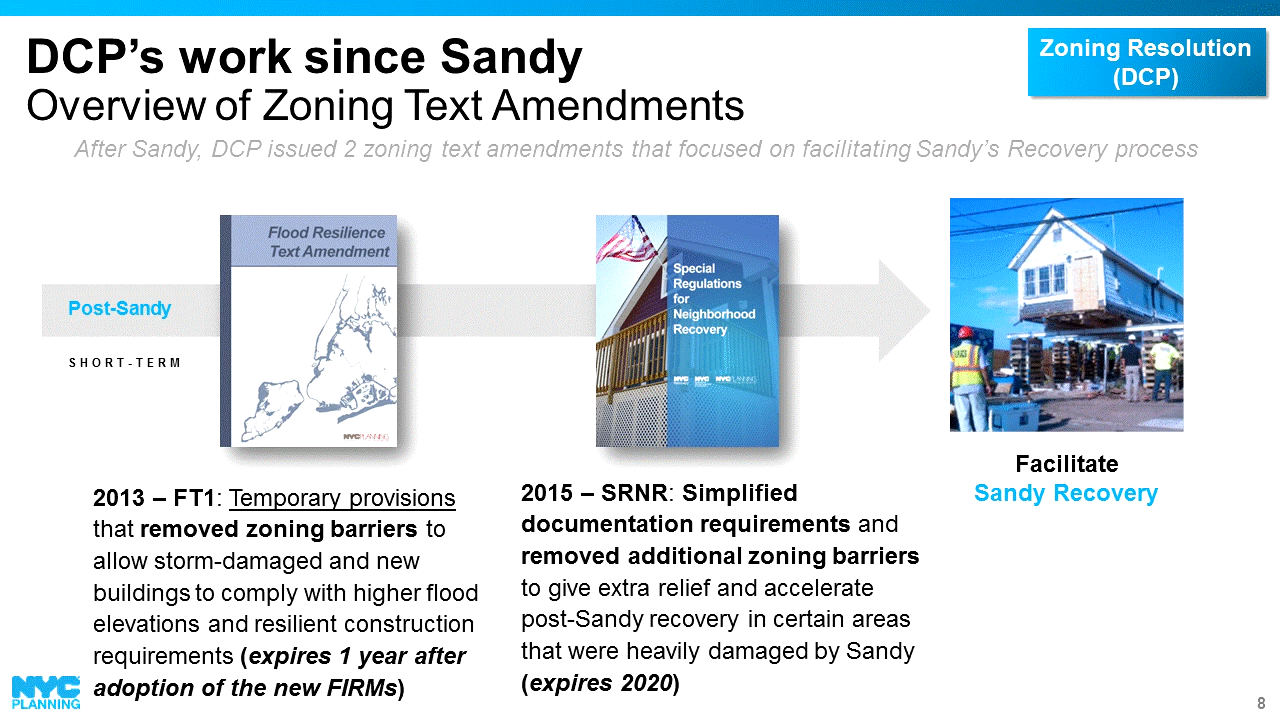 DCP’s work since Sandy
Overview of Zoning Text Amendments
Zoning Resolution
(DCP)
After Sandy, DCP issued 2 zoning text amendments that focused on facilitating Sandy’s Recovery process
Post-Sandy
SHORT-TERM
Flood Resilience
Text Amendment
NYCPLANNING
Special
Regulations
for
Neighborhood
Recovery
NYC NYC NYCPLANNING
2013 – FT1: Temporary provisions
that removed zoning barriers to
allow storm-damaged and new
buildings to comply with higher flood
elevations and resilient construction
requirements (expires 1 year after
adoption of the new FIRMs)
2015 – SRNR: Simplified
documentation requirements and
removed additional zoning barriers
to give extra relief and accelerate
post-Sandy recovery in certain areas
that were heavily damaged by Sandy
(expires 2020)
Facilitate
Sandy Recovery
NYC
PLANNING
8